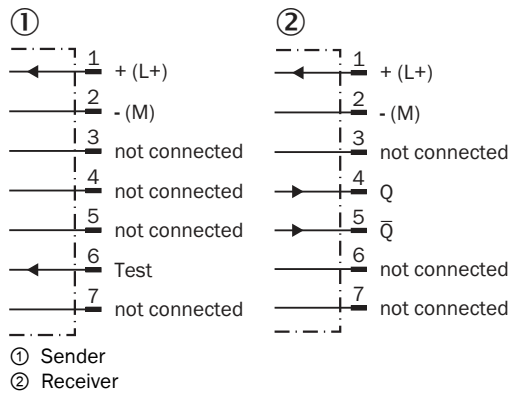 ①
1 + (L+)
2 - (M)
3 not connected
4 not connected
5 not connected
6 Test
7 not connected
②
1 + (L+)
2 - (M)
3 not connected
4 Q
5 Q̅
6 not connected
7 not connected
① Sender
② Receiver